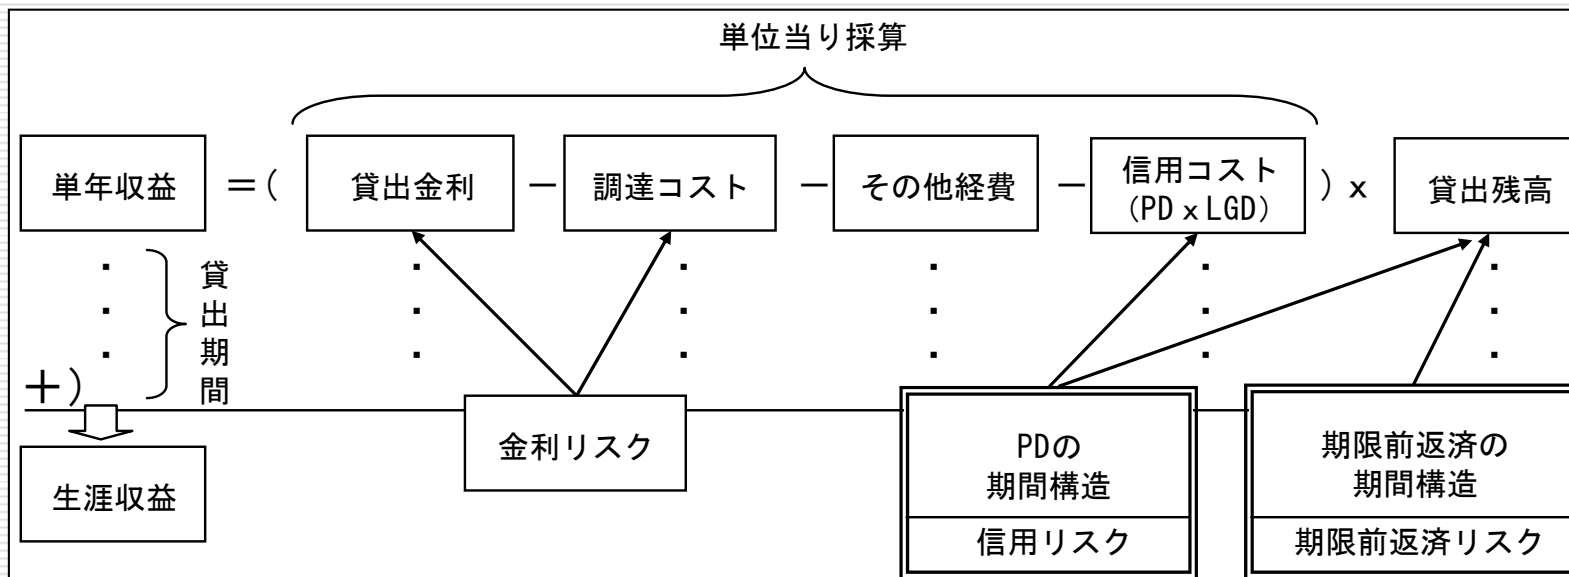 単位当り採算
単年収益 =( 貸出金利 － 調達コスト － その他経費 － 信用コスト (PD x LGD) ) x 貸出残高
貸出期間
+)
生涯収益
金利リスク
PDの
期間構造
信用リスク
期限前返済の
期間構造
期限前返済リスク